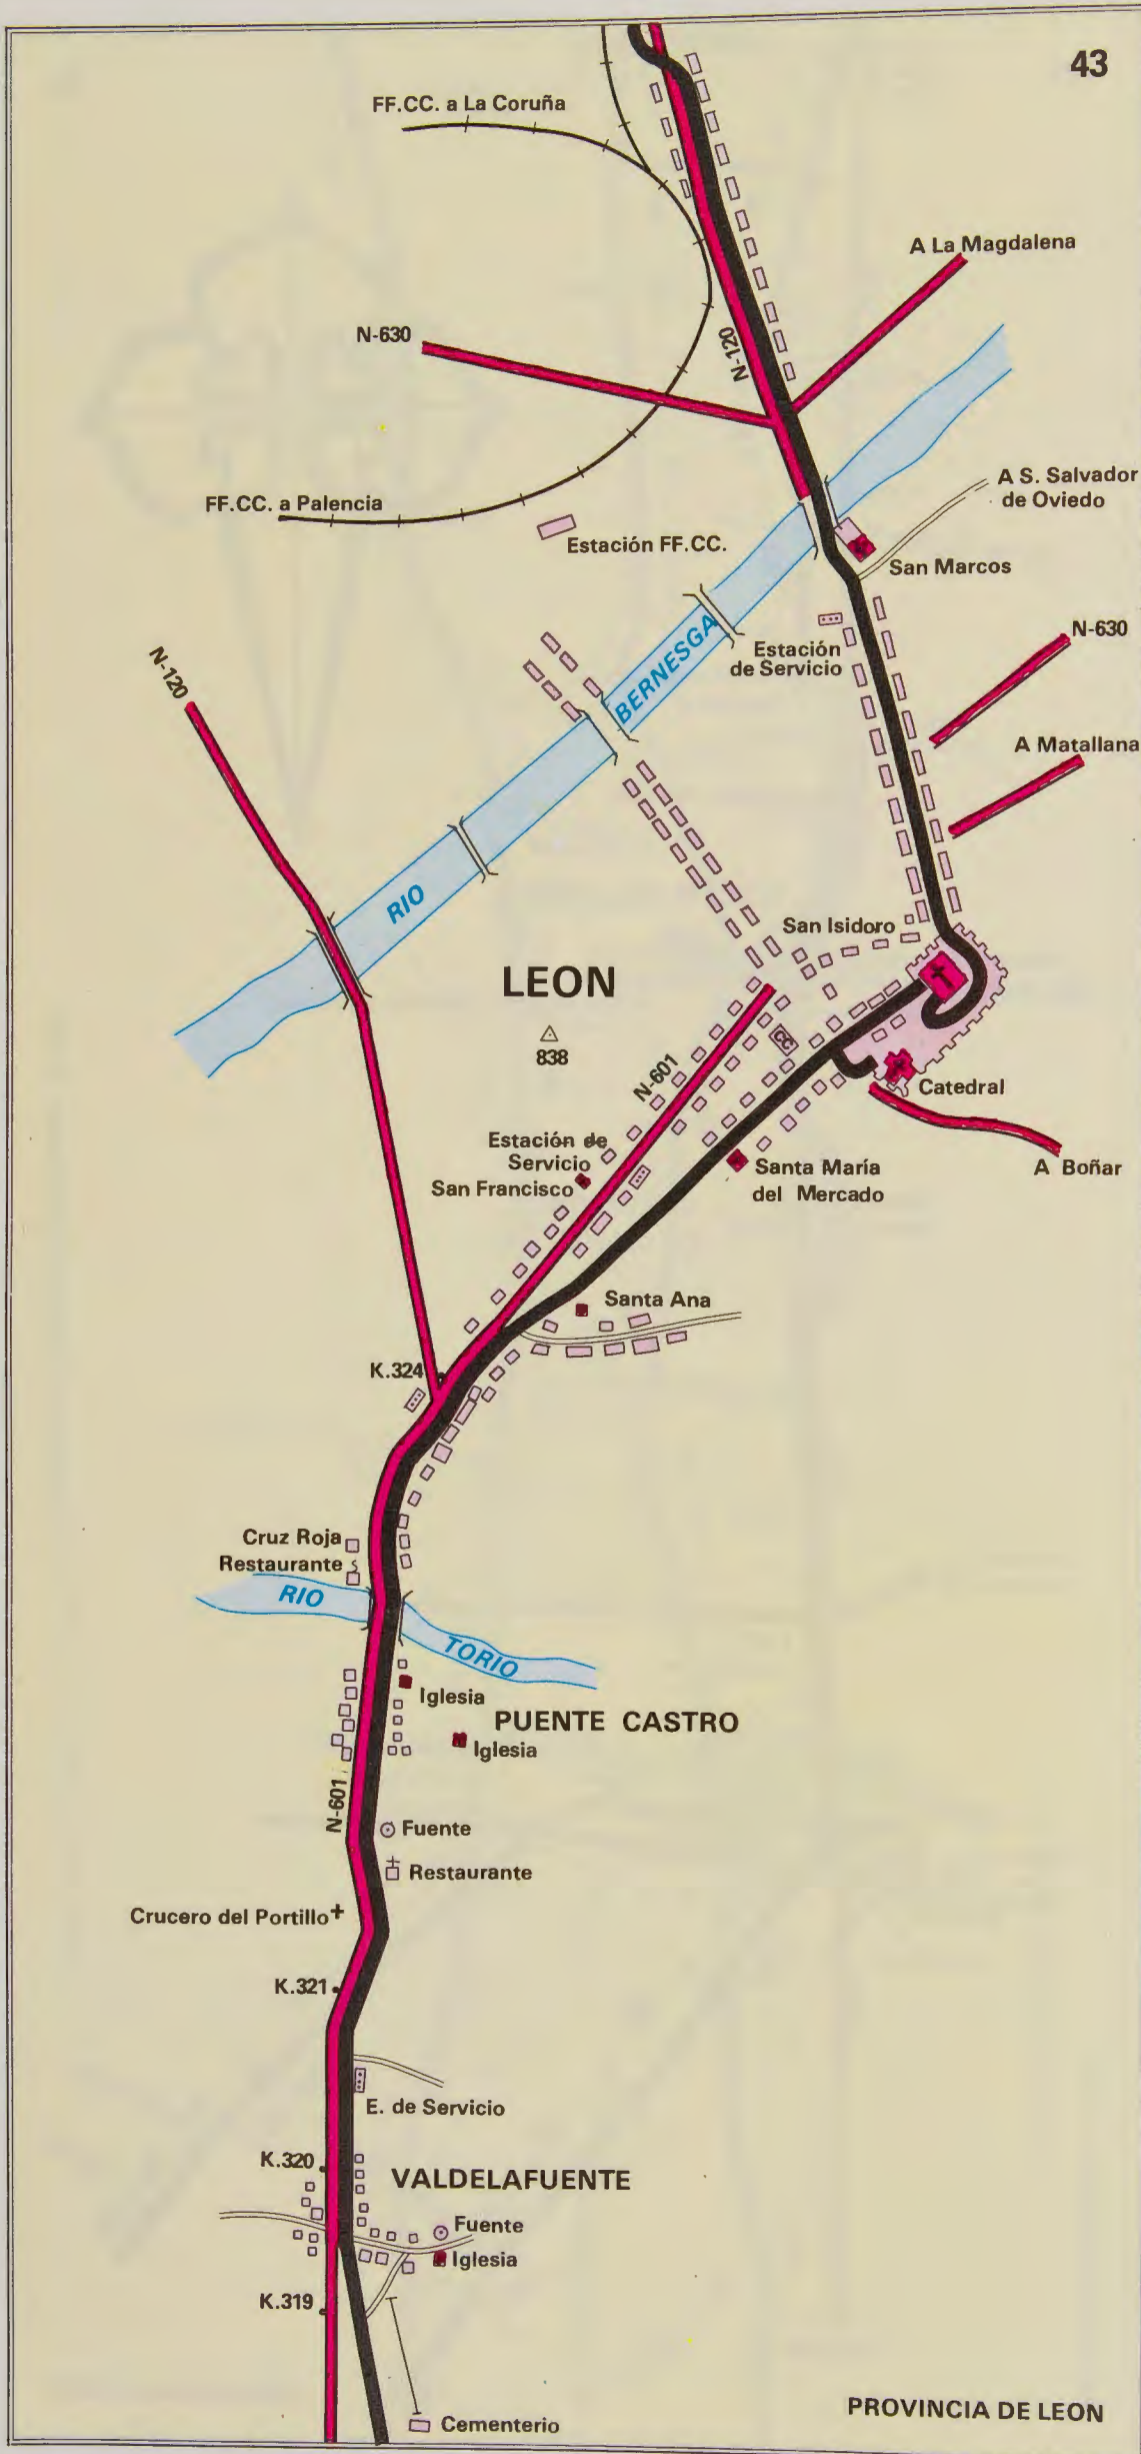 43
FF.CC. a La Coruña
A La Magdalena
N-630
N-120
A S. Salvador
de Oviedo
FF.CC. a Palencia
Estación FF.CC.
San Marcos
N-630
Estación
de Servicio
BERNESGA
N-120
A Matallana
RIO
San Isidoro
LEON
838
CC
N-601
Catedral
Estación de
Servicio
San Francisco
Santa María
del Mercado
A Boñar
Santa Ana
K.324
Cruz Roja
Restaurante
RIO
TORIO
Iglesia
PUENTE CASTRO
Iglesia
N-601
Fuente
Restaurante
Crucero del Portillo
K.321
E. de Servicio
K.320
VALDELAFUENTE
Fuente
Iglesia
K.319
PROVINCIA DE LEON
Cementerio